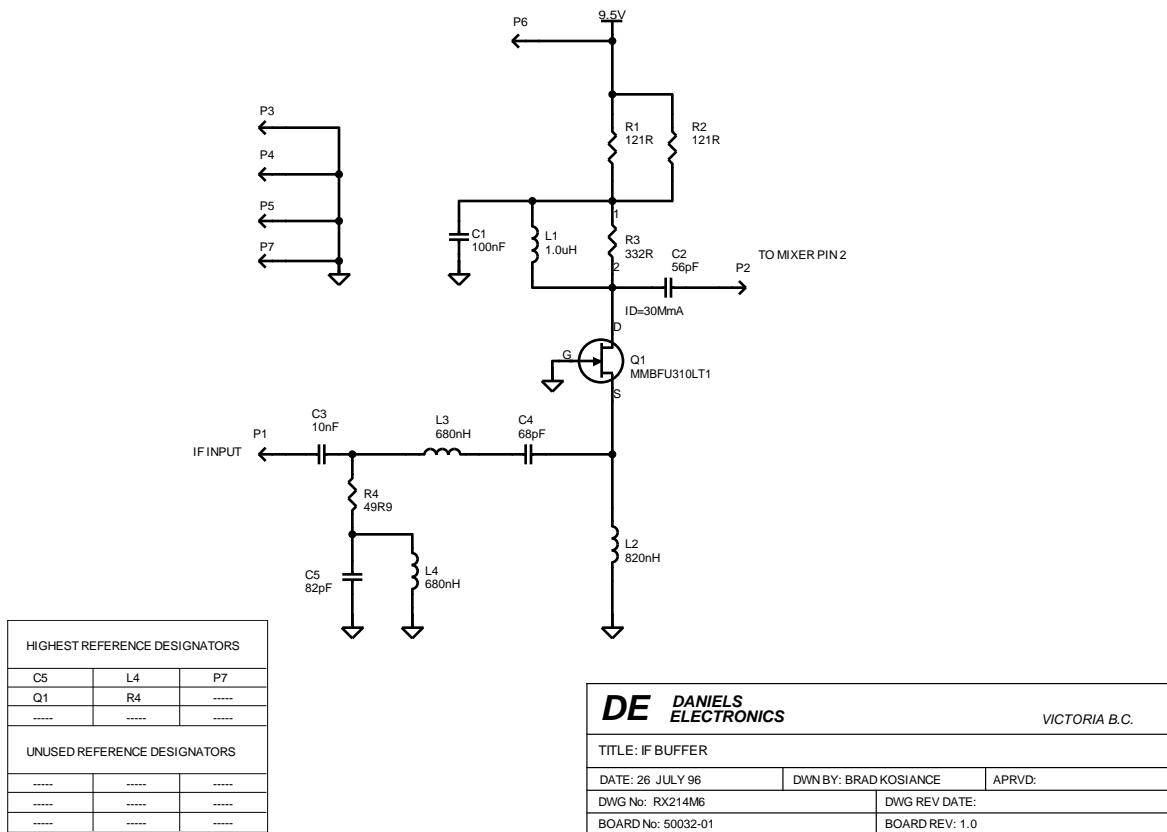 9.5V
P6
P3
P4
P5
P7
R1
121R
R2
121R
1
C1
100nF
L1
1.0uH
R3
332R
2
C2
56pF
P2
TO MIXER PIN 2
ID=30MmA
D
G
Q1
MMBFU310LT1
S
IF INPUT
P1
C3
10nF
L3
680nH
C4
68pF
R4
49R9
C5
82pF
L4
680nH
L2
820nH
HIGHEST REFERENCE DESIGNATORS
C5 L4 P7
Q1 R4 -----
----- ----- -----
UNUSED REFERENCE DESIGNATORS
----- ----- -----
----- ----- -----
----- ----- -----
DE DANIELS
ELECTRONICS
VICTORIA B.C.
TITLE: IF BUFFER
DATE: 26 JULY 96 DWN BY: BRAD KOSIANCE APRVD:
DWG No: RX214M6 DWG REV DATE:
BOARD No: 50032-01 BOARD REV: 1.0